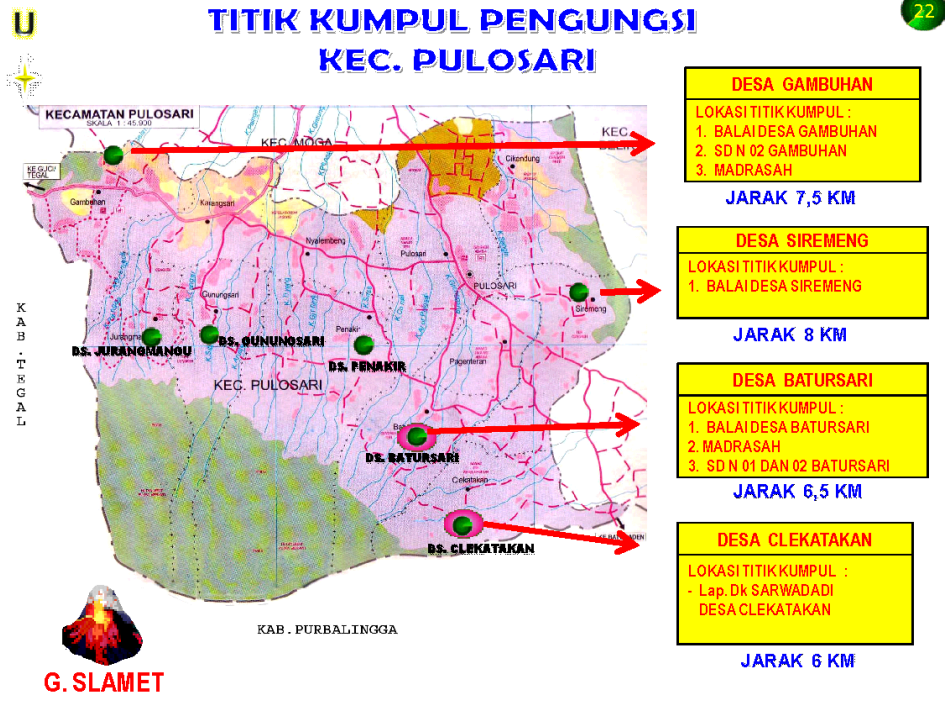 22
U
TITIK KUMPUL PENGUNGSI
KEC. PULOSARI
KECAMATAN PULOSARI
SKALA 1 : 45.900
KEC. MOGA
KEC.
KE GUCI/
TEGAL
Gambuhan
Karangsari
Cikendung
Nyalembeng
Pulosari
PULOSARI
Gunungsari
Siremeng
Jurangmangu
Penakir
DS. JURANGMANGU
DS. GUNUNGSARI
DS. PENAKIR
Pagenteran
KEC. PULOSARI
DS. BATURSARI
Clekatakan
DS. CLEKATAKAN
KAB.TEGAL
KAB.PURBALINGGA
G. SLAMET
DESA GAMBUHAN
LOKASI TITIK KUMPUL :
1. BALAI DESA GAMBUHAN
2. SD N 02 GAMBUHAN
3. MADRASAH
JARAK 7,5 KM
DESA SIREMENG
LOKASI TITIK KUMPUL :
1. BALAI DESA SIREMENG
JARAK 8 KM
DESA BATURSARI
LOKASI TITIK KUMPUL :
1. BALAI DESA BATURSARI
2. MADRASAH
3. SD N 01 DAN 02 BATURSARI
JARAK 6,5 KM
DESA CLEKATAKAN
LOKASI TITIK KUMPUL :
- Lap. Dk SARWADADI
DESA CLEKATAKAN
JARAK 6 KM